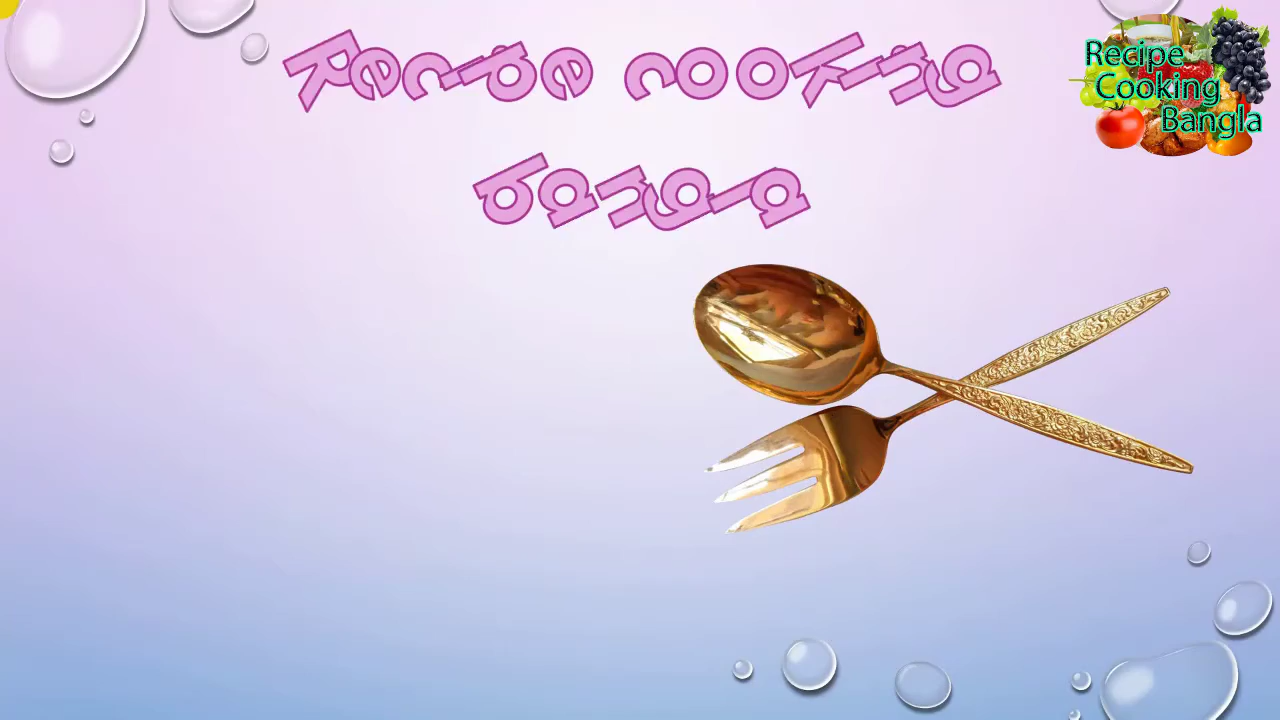 Recipe cooking
bangla
Recipe
Cooking
Bangla